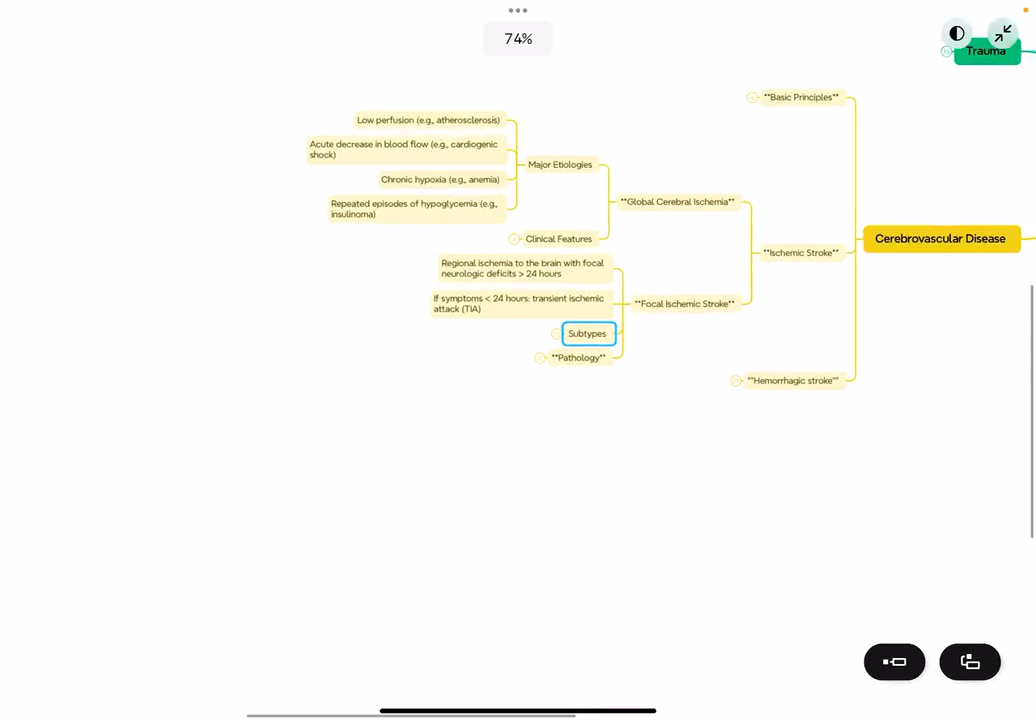 74%
Trauma
**Basic Principles**
Low perfusion (e.g., atherosclerosis)
Acute decrease in blood flow (e.g., cardiogenic
shock)
Major Etiologies
Chronic hypoxia (e.g., anemia)
Repeated episodes of hypoglycemia (e.g.,
insulinoma)
**Global Cerebral Ischemia**
Clinical Features
Cerebrovascular Disease
**Ischemic Stroke**
Regional ischemia to the brain with focal
neurologic deficits > 24 hours
If symptoms < 24 hours: transient ischemic
attack (TIA)
**Focal Ischemic Stroke**
Subtypes
**Pathology**
**Hemorrhagic stroke**